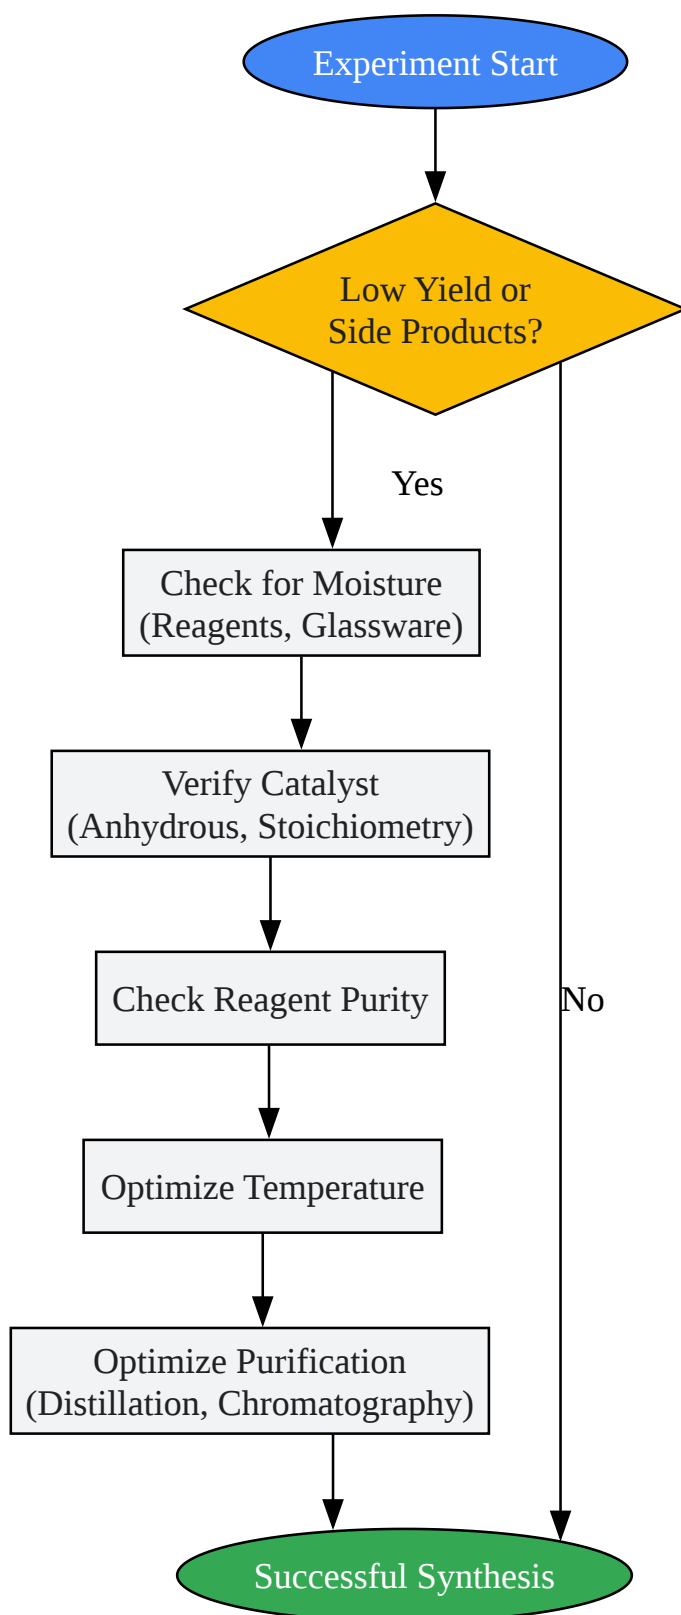 Experiment Start
Low Yield or
Side Products?
Yes
Check for Moisture
(Reagents, Glassware)
Verify Catalyst
(Anhydrous, Stoichiometry)
Check Reagent Purity
No
Optimize Temperature
Optimize Purification
(Distillation, Chromatography)
Successful Synthesis